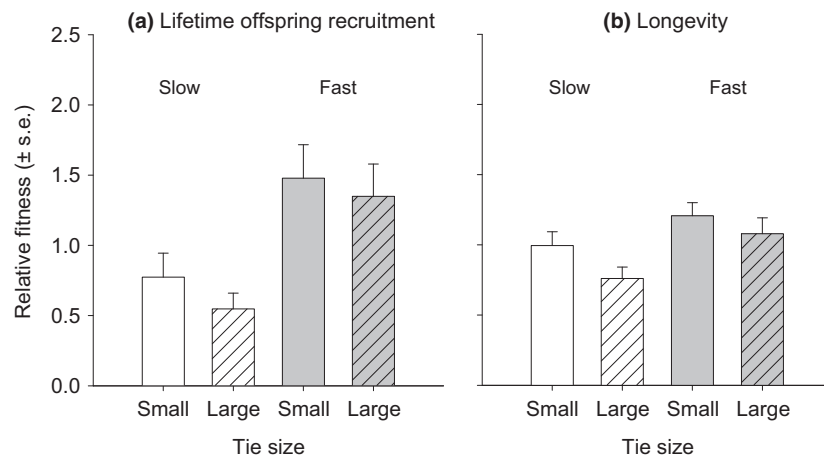 (a) Lifetime offspring recruitment
(b) Longevity
2.5
2.0
1.5
1.0
0.5
0.0
Relative fitness (± s.e.)
Slow Fast
Slow Fast
Small Large Small Large
Small Large Small Large
Tie size
Tie size